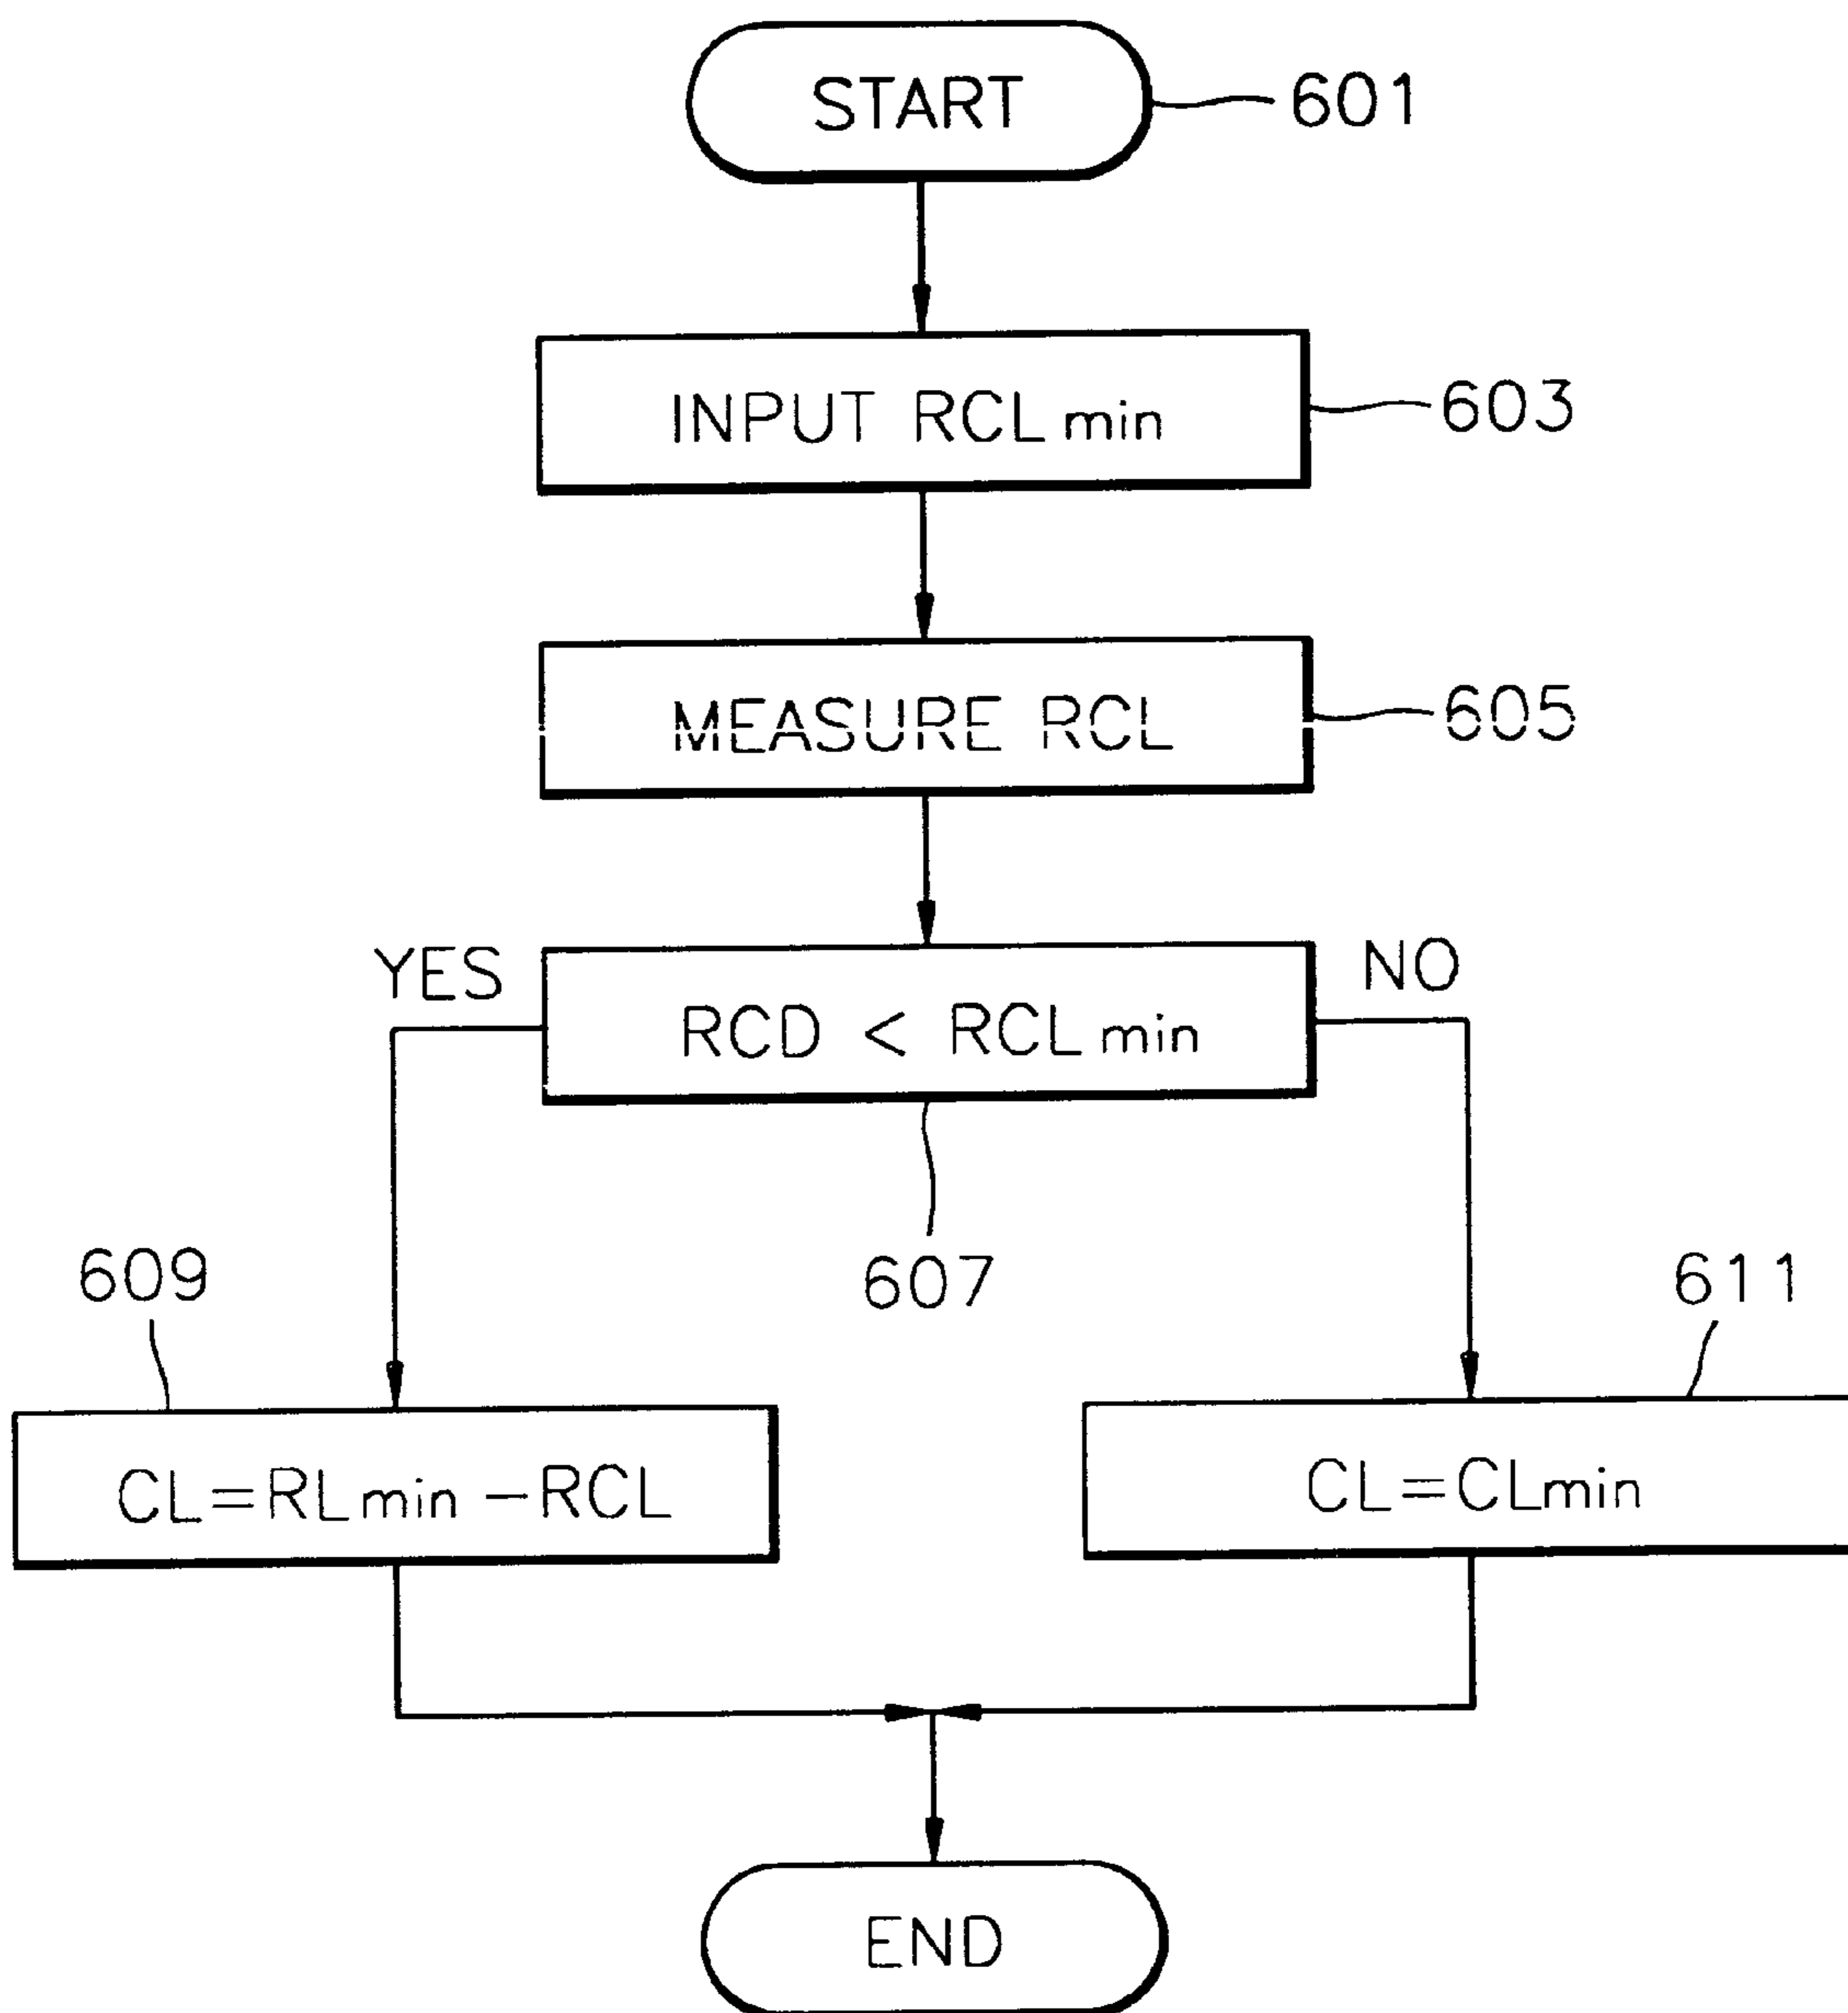 START
601
INPUT RCLmin
603
MEASURE RCL
605
YES
NO
RCD < RCLmin
607
609
611
CL=RLmin -RCL
CL=CLmin
END